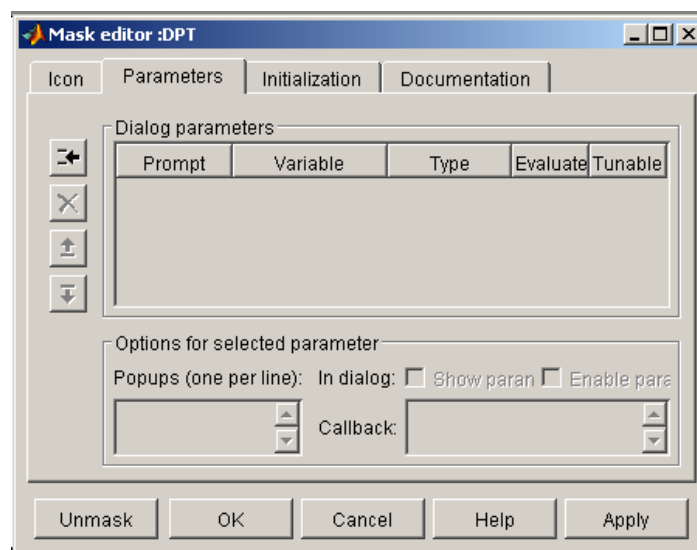 Mask editor :DPT
Icon Parameters Initialization Documentation
Dialog parameters
Prompt Variable Type Evaluate Tunable
Options for selected parameter
Popups (one per line): In dialog: Show paran Enable para
Callback:
Unmask OK Cancel Help Apply